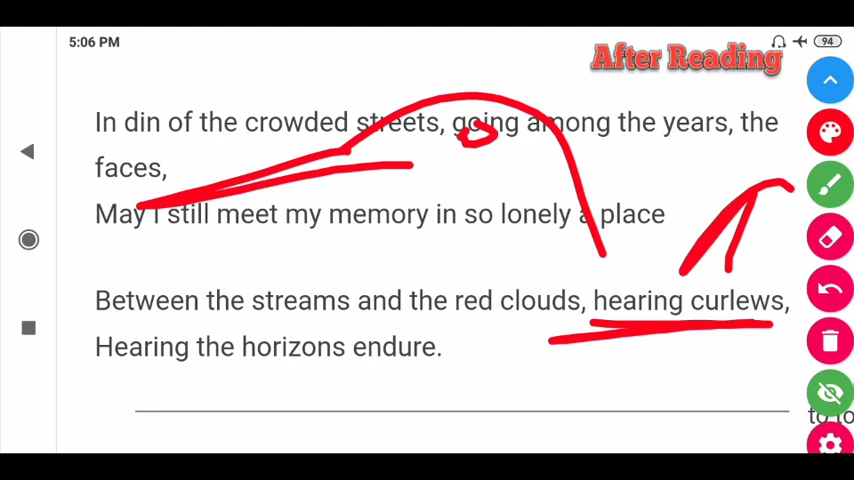 5:06 PM
94
After Reading
In din of the crowded streets, going among the years, the
faces,
May I still meet my memory in so lonely a place
Between the streams and the red clouds, hearing curlews,
Hearing the horizons endure.